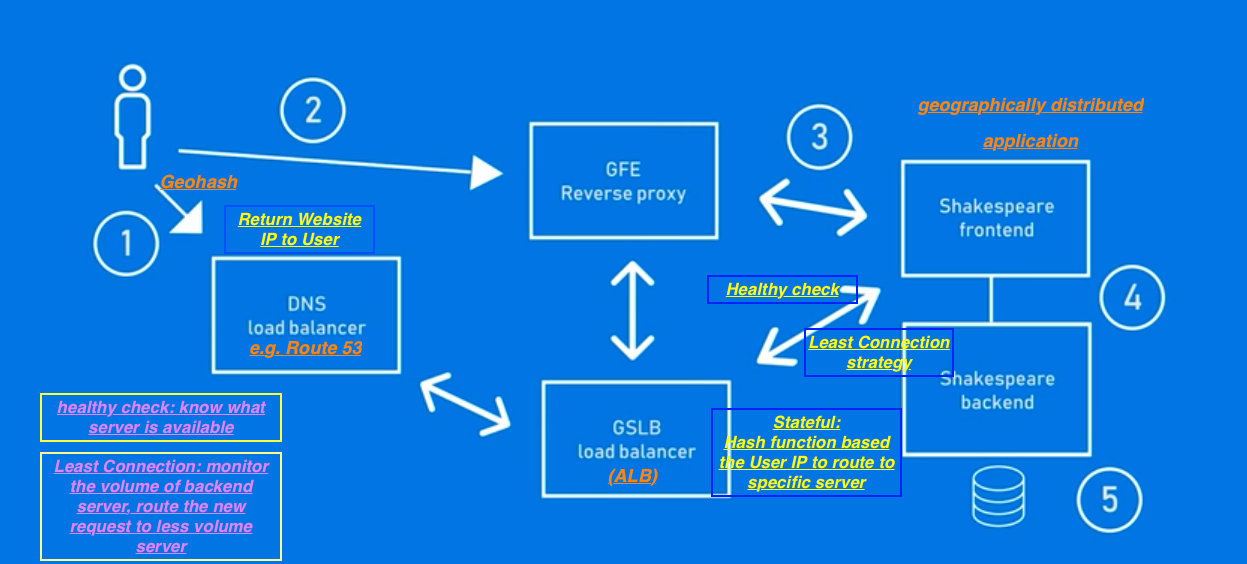 2
geographically distributed
application
3
GFE
Reverse proxy
Geohash
Shakespeare
frontend
1
Return Website
IP to User
Healthy check
4
DNS
load balancer
e.g. Route 53
Least Connection
strategy
Shakespeare
backend
healthy check: know what
server is available
GSLB
load balancer
(ALB)
Stateful:
Hash function based
the User IP to route to
specific server
Least Connection: monitor
the volume of backend
server, route the new
request to less volume
server
5